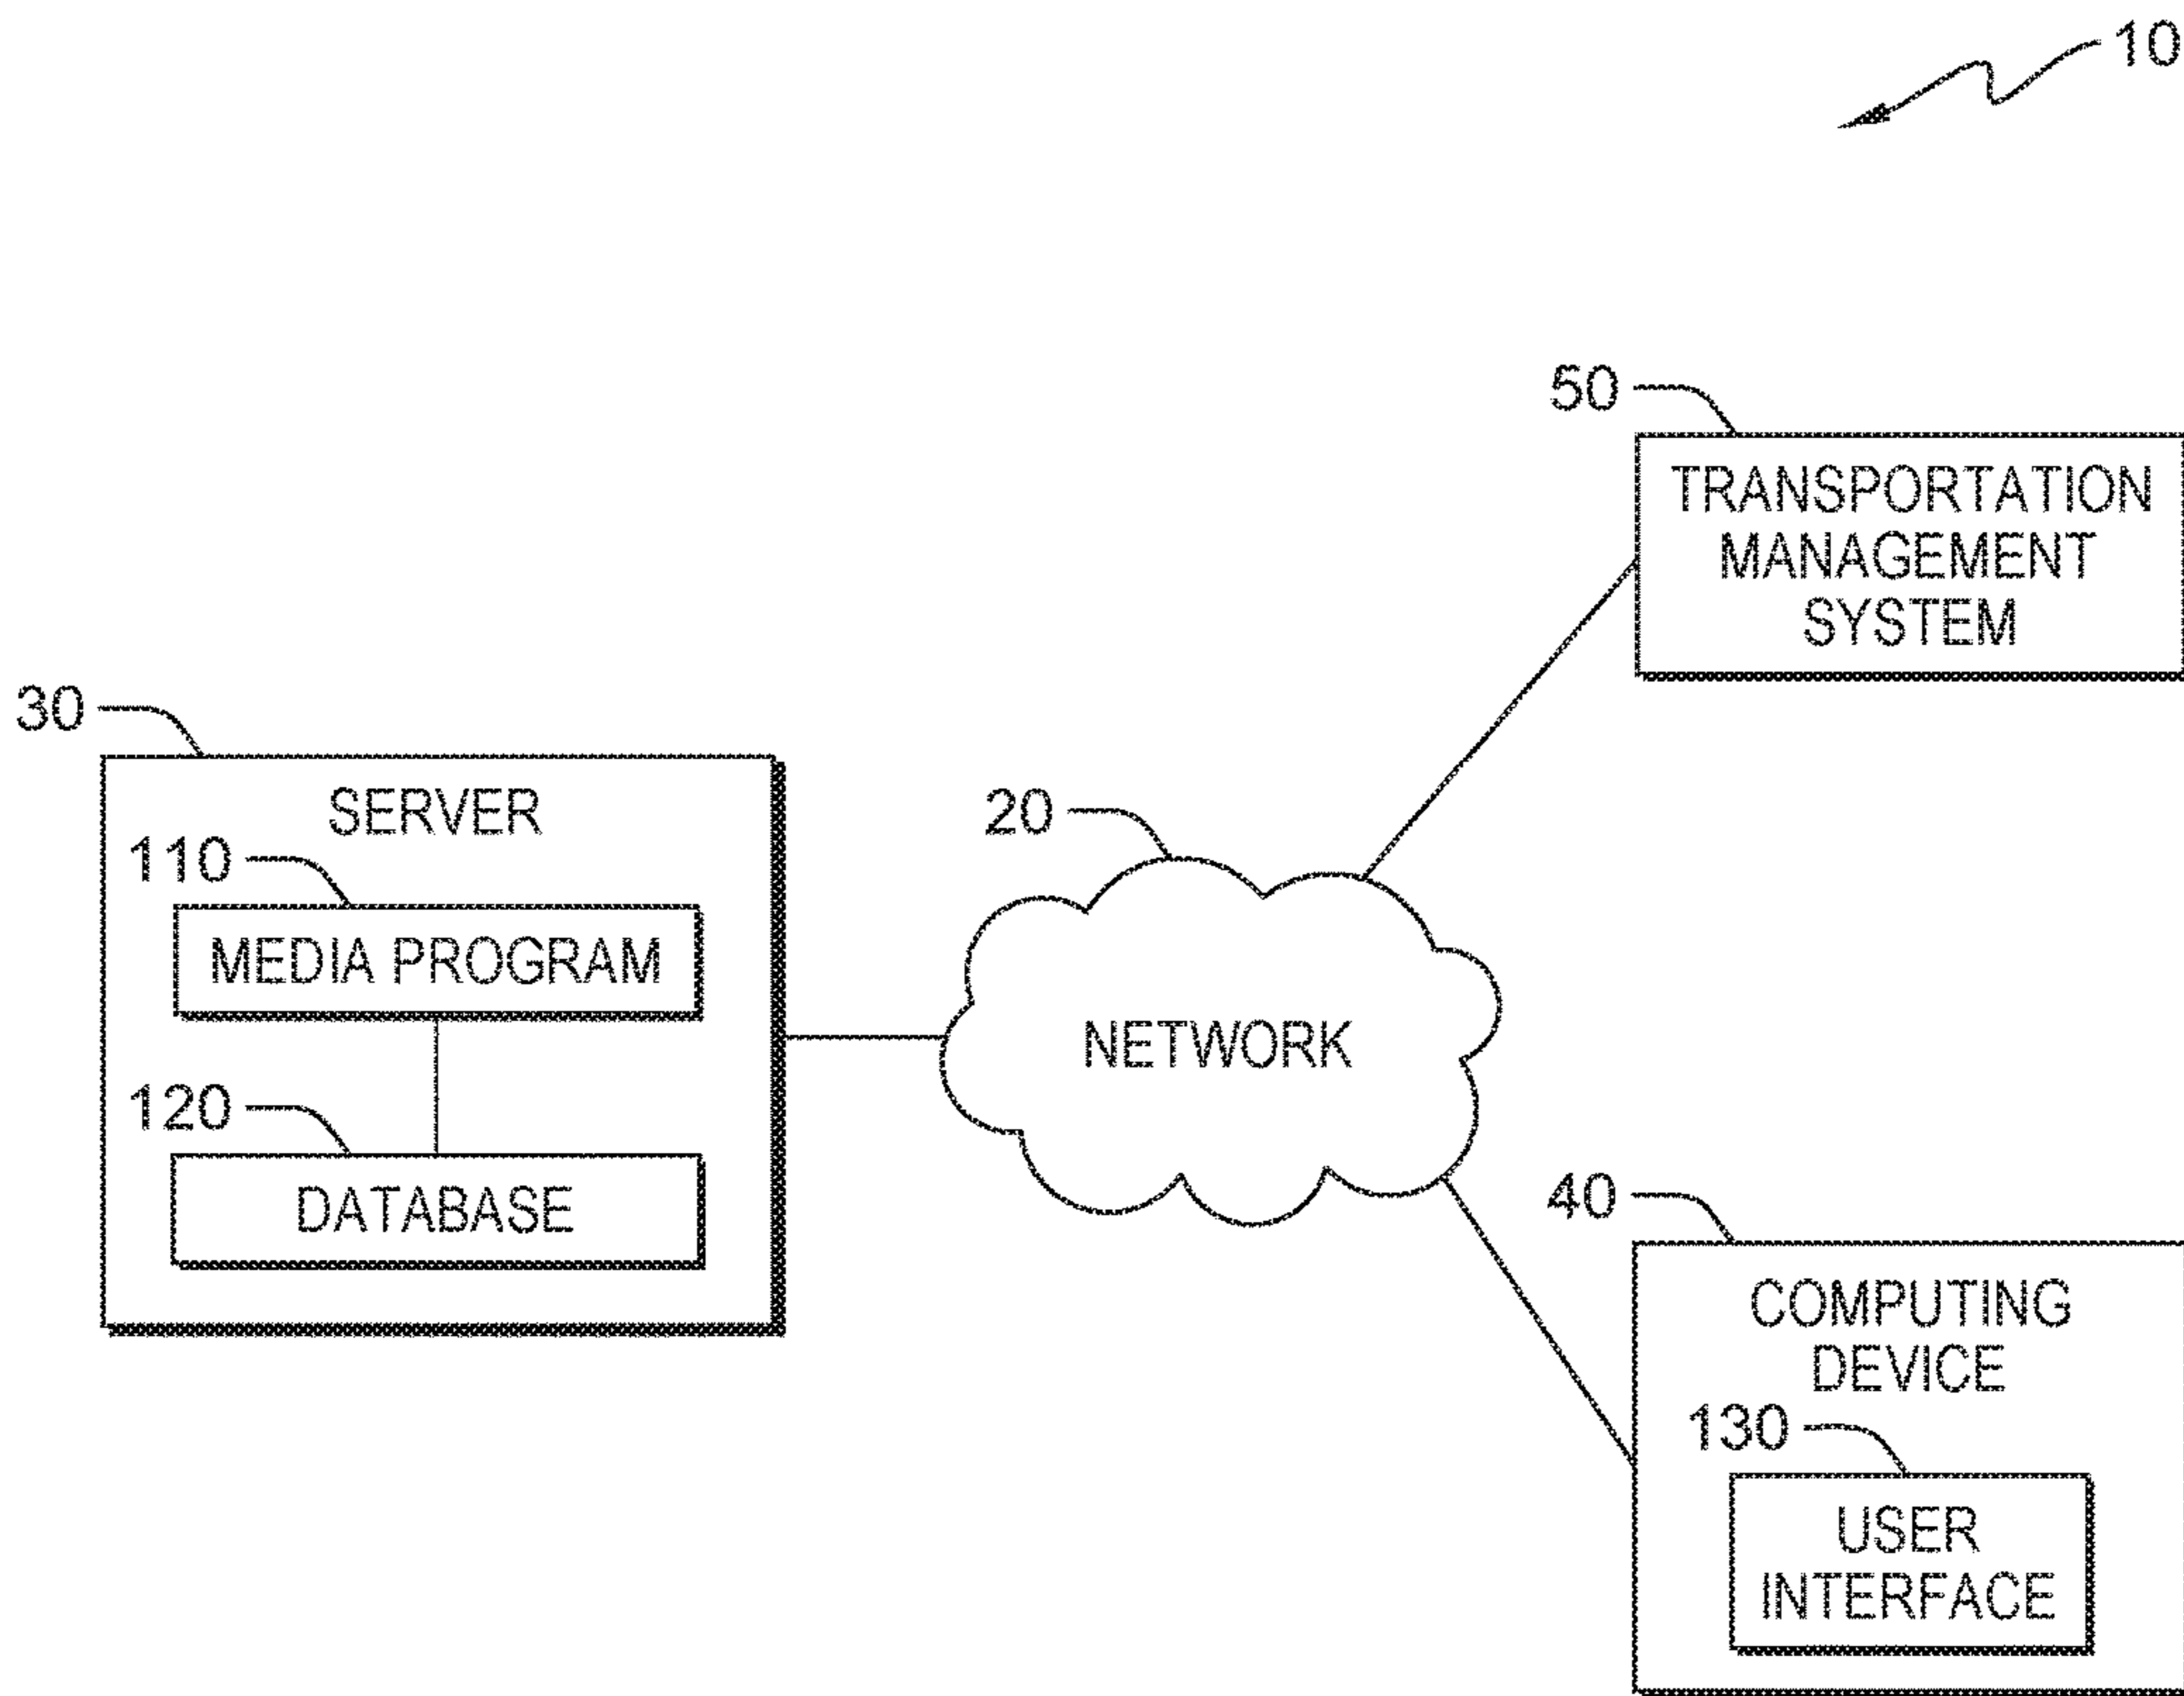 10
50
TRANSPORTATION
MANAGEMENT
SYSTEM
30
SERVER
110
MEDIA PROGRAM
120
DATABASE
20
NETWORK
40
COMPUTING
DEVICE
130
USER
INTERFACE